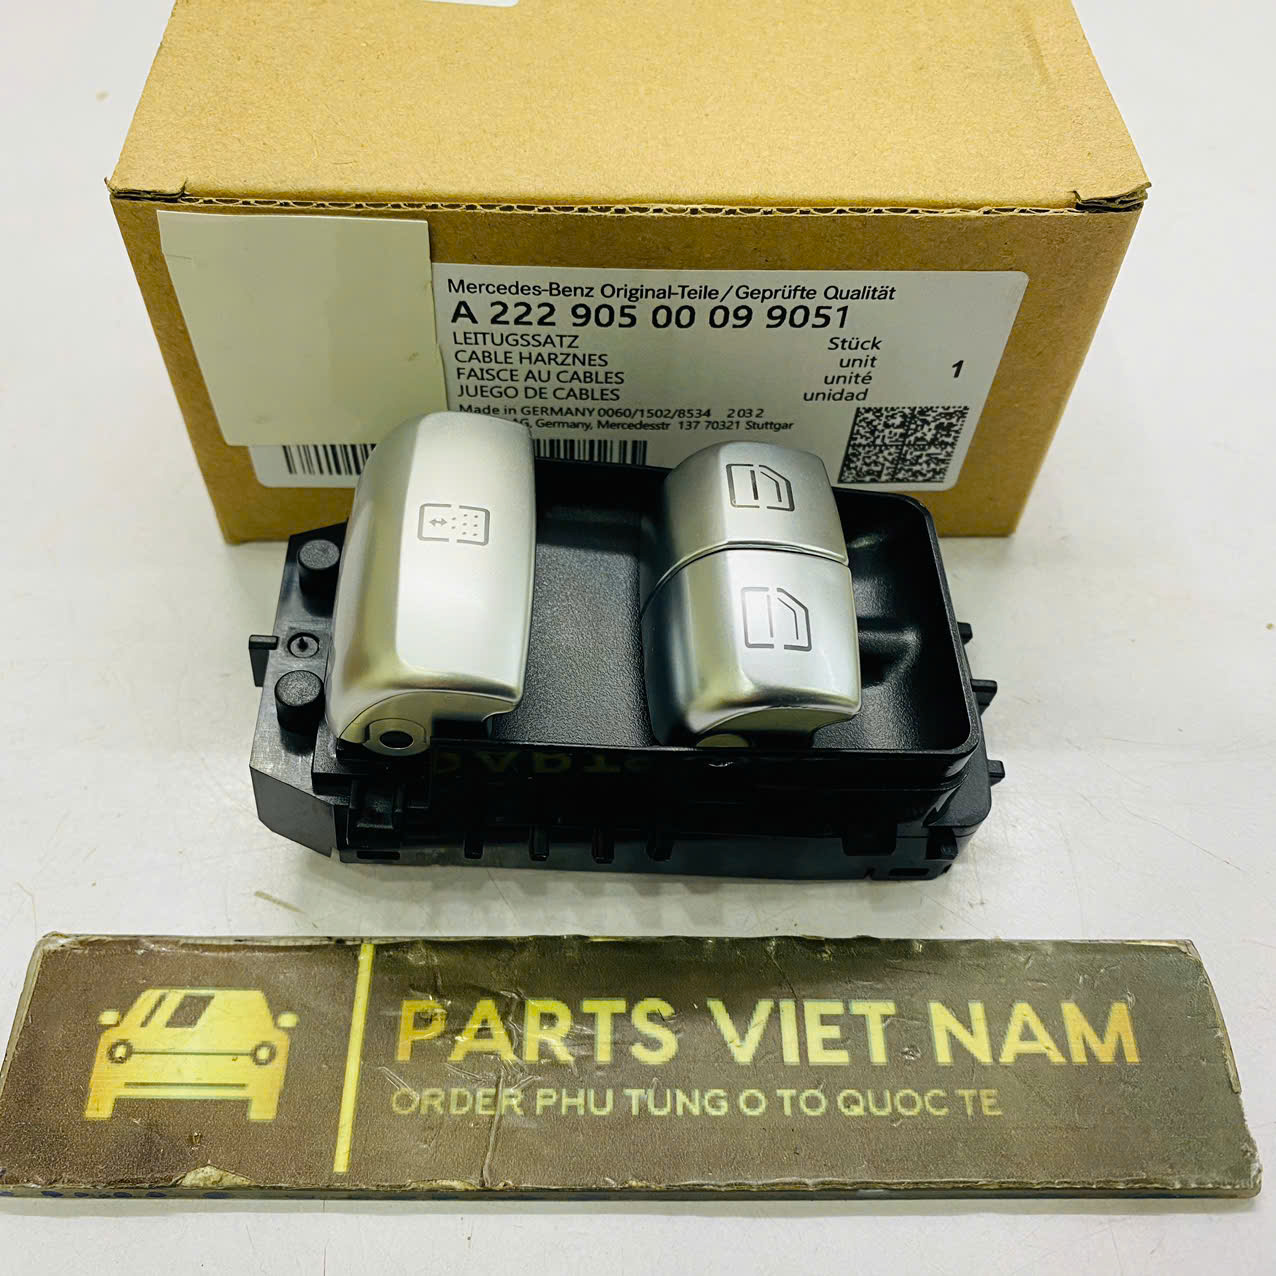 Mercedes-Benz Original-Teile/Geprüfte Qualität
A 222 905 00 09 9051
LEITUGSSATZ Stück
CABLE HARZNES unit 1
FAISCE AU CABLES unité
JUEGO DE CABLES unidad
Made in GERMANY 0060/1502/8534 2032
AG, Germany, Mercedesstr 137 70321 Stuttgar
PARTS VIET NAM
ORDER PHU TUNG O TO QUOC TE